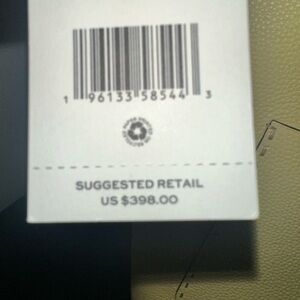 1 96133 58544 3
SUGGESTED RETAIL
US $398.00